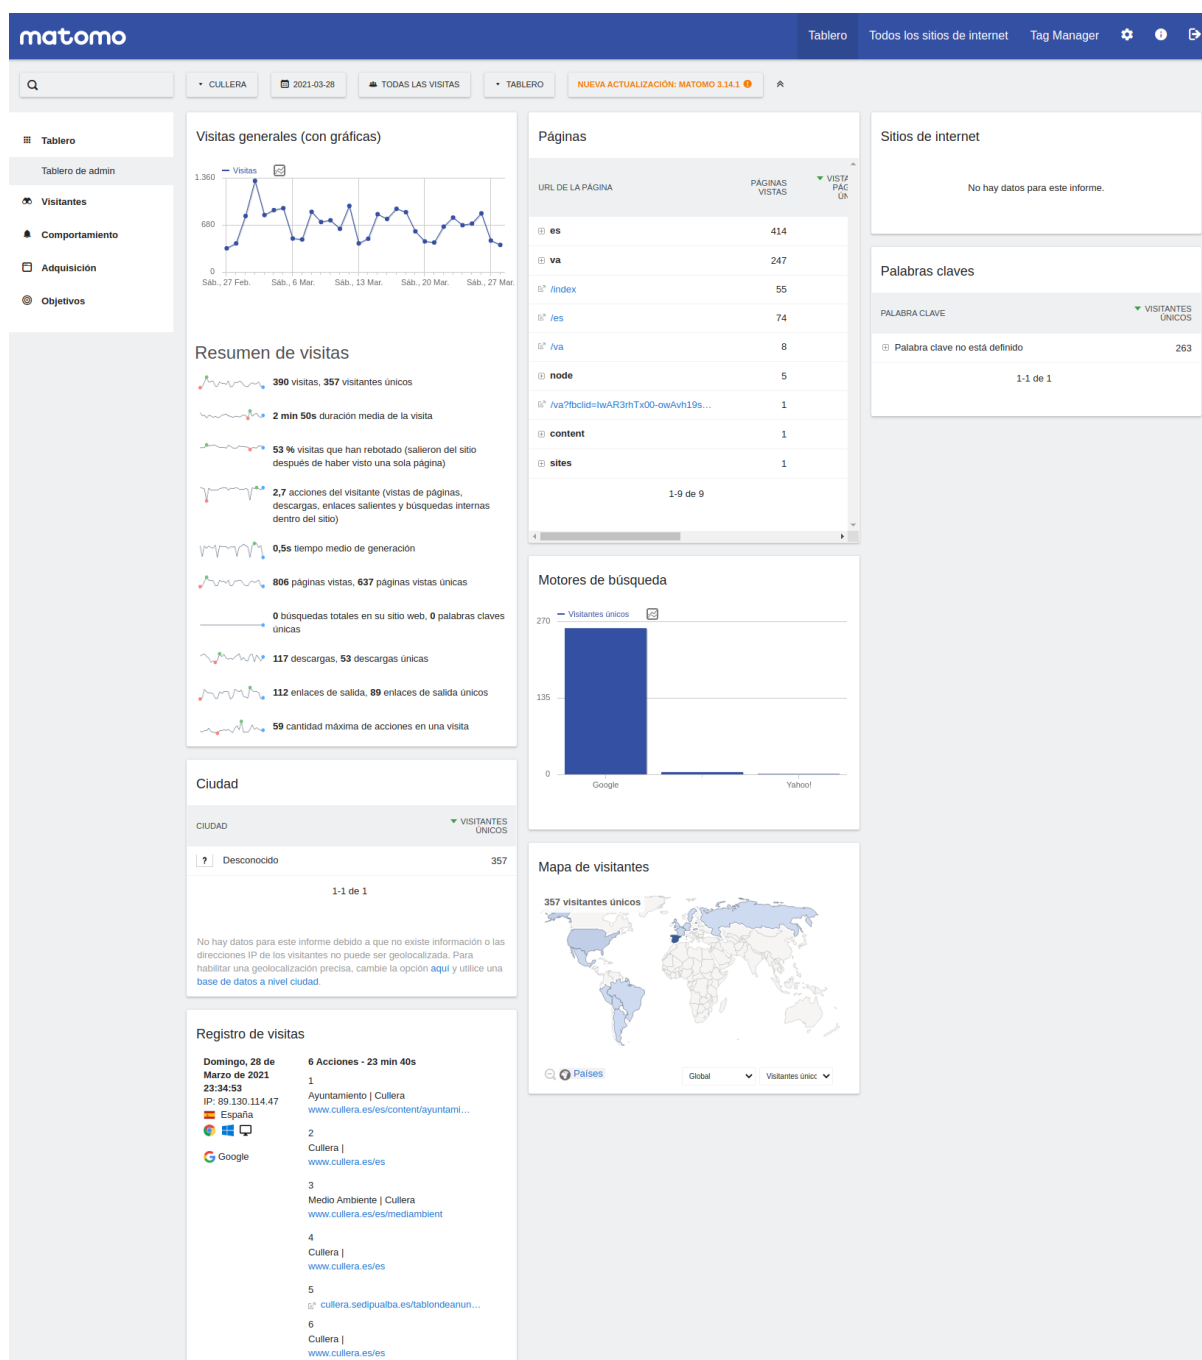 matomo
Tablero
Todos los sitios de internet
Tag Manager
CULLERA
2021-03-28
TODAS LAS VISITAS
TABLERO
NUEVA ACTUALIZACIÓN: MATOMO 3.14.1
Tablero
Tablero de admin
Visitantes
Comportamiento
Adquisición
Objetivos
Visitas generales (con gráficas)
Visitas
1.360
680
0
Sáb., 27 Feb.
Sáb., 6 Mar.
Sáb., 13 Mar.
Sáb., 20 Mar.
Sáb., 27 Mar.
Resumen de visitas
390 visitas, 357 visitantes únicos
2 min 50s duración media de la visita
53 % visitas que han rebotado (salieron del sitio
después de haber visto una sola página)
2,7 acciones del visitante (vistas de páginas,
descargas, enlaces salientes y búsquedas internas
dentro del sitio)
0,5s tiempo medio de generación
806 páginas vistas, 637 páginas vistas únicas
0 búsquedas totales en su sitio web, 0 palabras claves
únicas
117 descargas, 53 descargas únicas
112 enlaces de salida, 89 enlaces de salida únicos
59 cantidad máxima de acciones en una visita
Ciudad
CIUDAD
VISITANTES
ÚNICOS
? Desconocido 357
1-1 de 1
No hay datos para este informe debido a que no existe información o las
direcciones IP de los visitantes no puede ser geolocalizada. Para
habilitar una geolocalización precisa, cambie la opción aquí y utilice una
base de datos a nivel ciudad.
Registro de visitas
Domingo, 28 de
Marzo de 2021
23:34:53
IP: 89.130.114.47
España
Google
6 Acciones - 23 min 40s
1
Ayuntamiento | Cullera
www.cullera.es/es/content/ayuntami...
2
Cullera |
www.cullera.es/es
3
Medio Ambiente | Cullera
www.cullera.es/es/mediambient
4
Cullera |
www.cullera.es/es
5
cullera.sedipualba.es/tablondeanun...
6
Cullera |
www.cullera.es/es
Páginas
URL DE LA PÁGINA
PÁGINAS
VISTAS
VISTA
PÁG
ÚN
es 414
va 247
/index 55
/es 74
/va 8
node 5
/va?fbclid=IwAR3rhTx00-owAvh19s... 1
content 1
sites 1
1-9 de 9
Motores de búsqueda
Visitantes únicos
270
135
0
Google
Yahoo!
Mapa de visitantes
357 visitantes únicos
Países
Global
Visitantes únicc
Sitios de internet
No hay datos para este informe.
Palabras claves
PALABRA CLAVE
VISITANTES
ÚNICOS
Palabra clave no está definido 263
1-1 de 1